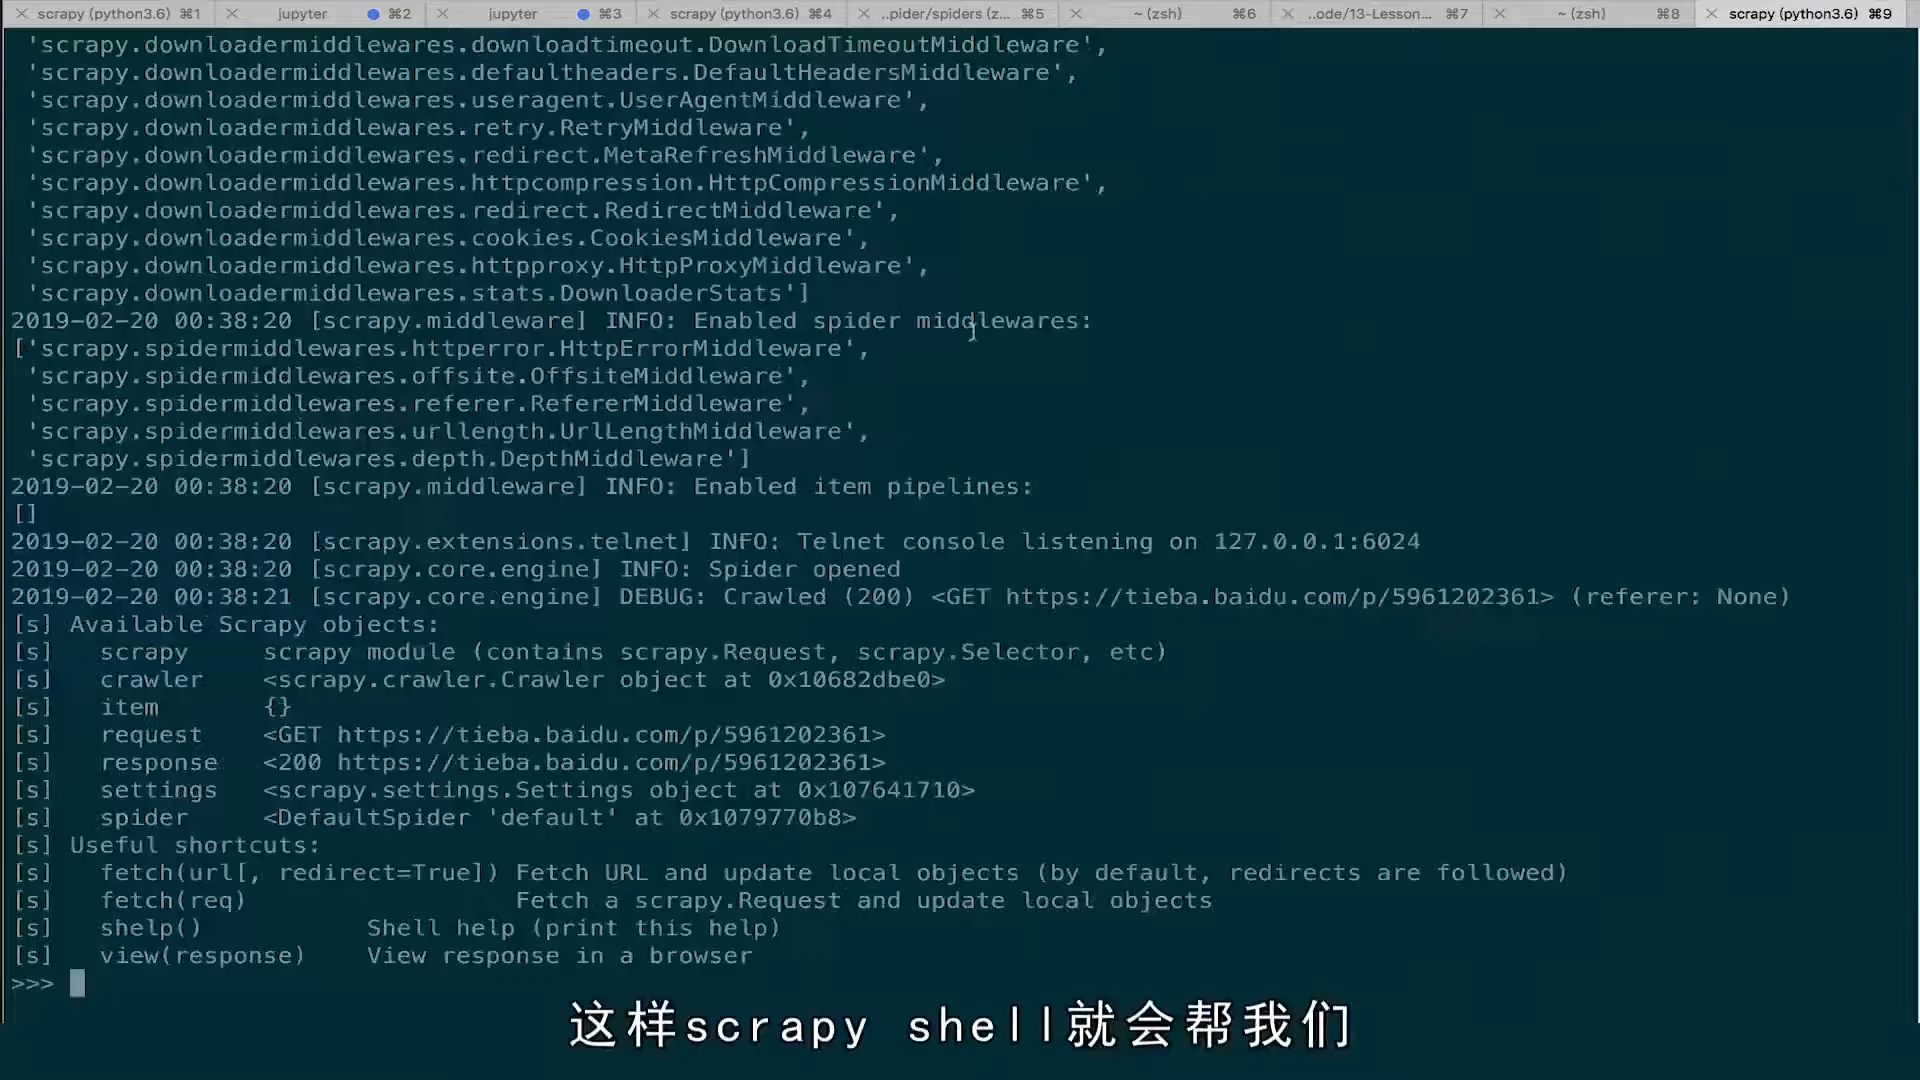 scrapy (python3.6) ⌘1 jupyter ⌘2 jupyter ⌘3 scrapy (python3.6) ⌘4 ..pider/spiders (z... ⌘5 ~ (zsh) ⌘6 ..ode/13-Lesson... ⌘7 ~ (zsh) ⌘8 scrapy (python3.6) ⌘9
'scrapy.downloadermiddlewares.downloadtimeout.DownloadTimeoutMiddleware',
'scrapy.downloadermiddlewares.defaultheaders.DefaultHeadersMiddleware',
'scrapy.downloadermiddlewares.useragent.UserAgentMiddleware',
'scrapy.downloadermiddlewares.retry.RetryMiddleware',
'scrapy.downloadermiddlewares.redirect.MetaRefreshMiddleware',
'scrapy.downloadermiddlewares.httpcompression.HttpCompressionMiddleware',
'scrapy.downloadermiddlewares.redirect.RedirectMiddleware',
'scrapy.downloadermiddlewares.cookies.CookiesMiddleware',
'scrapy.downloadermiddlewares.httpproxy.HttpProxyMiddleware',
'scrapy.downloadermiddlewares.stats.DownloaderStats']
2019-02-20 00:38:20 [scrapy.middleware] INFO: Enabled spider middlewares:
['scrapy.spidermiddlewares.httperror.HttpErrorMiddleware',
'scrapy.spidermiddlewares.offsite.OffsiteMiddleware',
'scrapy.spidermiddlewares.referer.RefererMiddleware',
'scrapy.spidermiddlewares.urllength.UrlLengthMiddleware',
'scrapy.spidermiddlewares.depth.DepthMiddleware']
2019-02-20 00:38:20 [scrapy.middleware] INFO: Enabled item pipelines:
[]
2019-02-20 00:38:20 [scrapy.extensions.telnet] INFO: Telnet console listening on 127.0.0.1:6024
2019-02-20 00:38:20 [scrapy.core.engine] INFO: Spider opened
2019-02-20 00:38:21 [scrapy.core.engine] DEBUG: Crawled (200) <GET https://tieba.baidu.com/p/5961202361> (referer: None)
[s] Available Scrapy objects:
[s] scrapy scrapy module (contains scrapy.Request, scrapy.Selector, etc)
[s] crawler <scrapy.crawler.Crawler object at 0x10682dbe0>
[s] item {}
[s] request <GET https://tieba.baidu.com/p/5961202361>
[s] response <200 https://tieba.baidu.com/p/5961202361>
[s] settings <scrapy.settings.Settings object at 0x107641710>
[s] spider <DefaultSpider 'default' at 0x1079770b8>
[s] Useful shortcuts:
[s] fetch(url[, redirect=True]) Fetch URL and update local objects (by default, redirects are followed)
[s] fetch(req) Fetch a scrapy.Request and update local objects
[s] shelp() Shell help (print this help)
[s] view(response) View response in a browser
>>>
这样scrapy shell就会帮我们